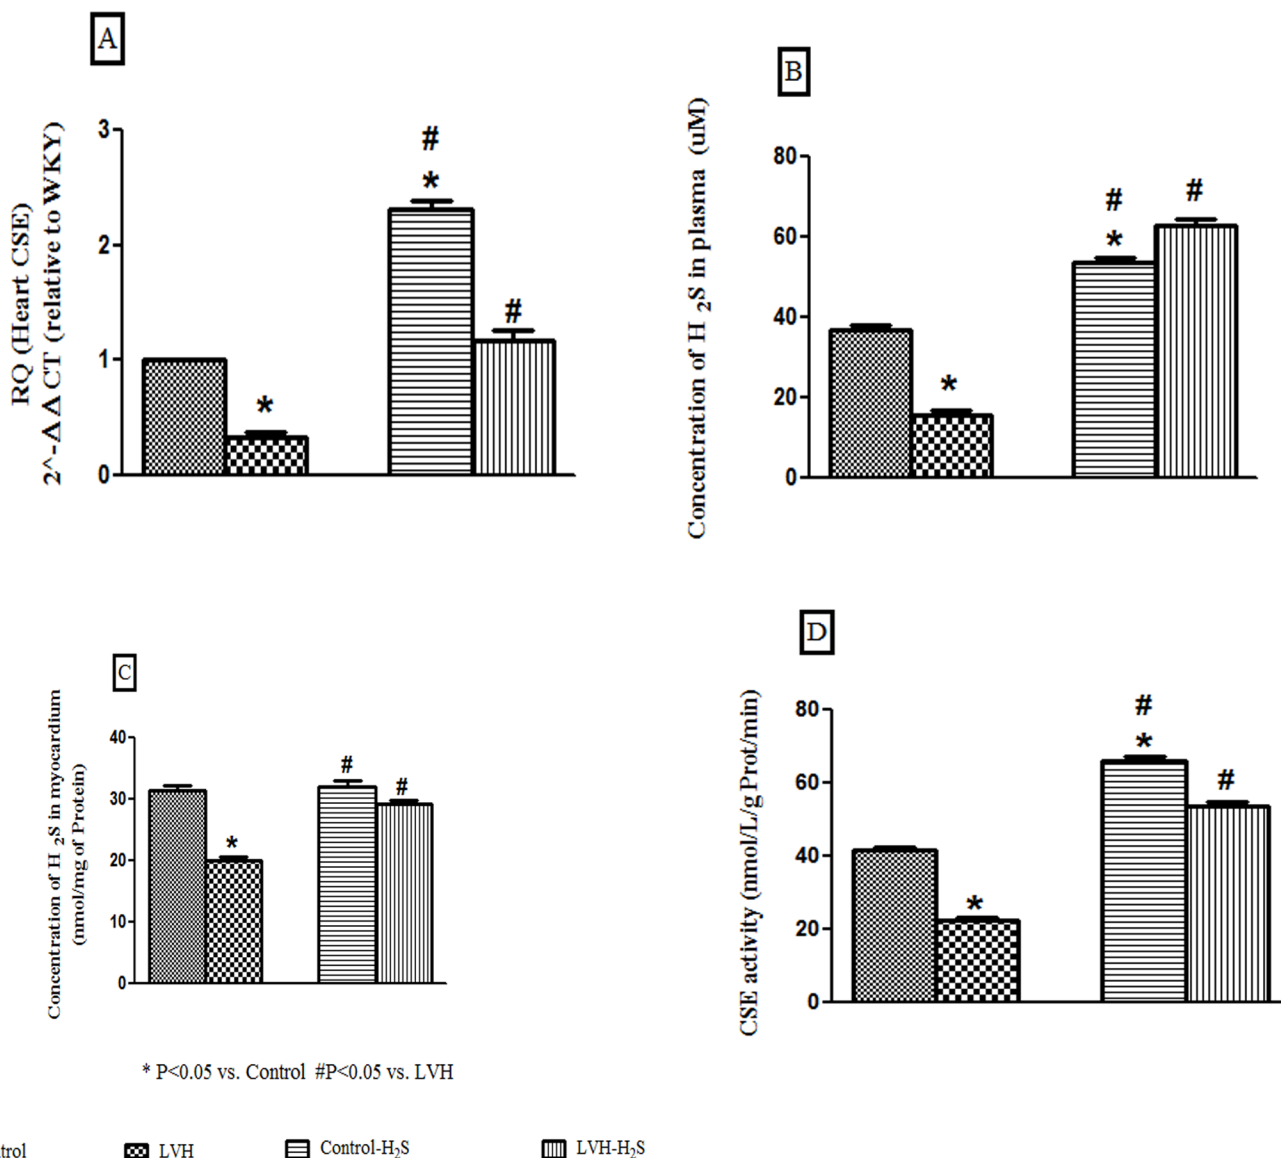 A
RQ (Heart CSE)
2^-Δ Δ CT (relative to WKY)
3
2
1
0
*
#
*
#
B
Concentration of H 2S in plasma (uM)
80
60
40
20
0
*
#
*
#
C
Concentration of H 2S in myocardium
(nmol/mg of Protein)
40
30
20
10
0
*
#
#
D
CSE activity (nmol/L/g Prot/min)
80
60
40
20
0
*
#
*
#
* P<0.05 vs. Control #P<0.05 vs. LVH
trol LVH Control-H₂S LVH-H₂S